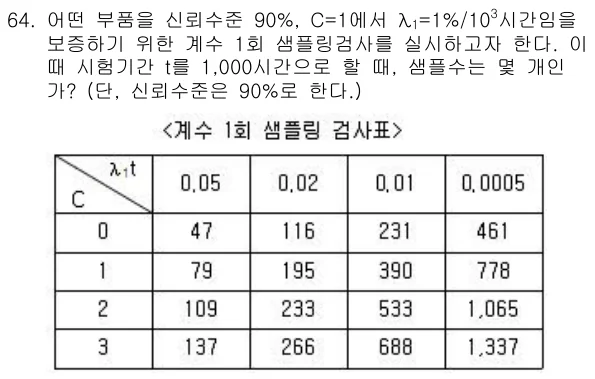 64. 어떤 부품을 신뢰수준 90%, C=1에서 λ₁=1%/10³시간임을
보증하기 위한 계수 1회 샘플링검사를 실시하고자 한다. 이
때 시험기간 t를 1,000시간으로 할 때, 샘플수는 몇 개인
가? (단, 신뢰수준은 90%로 한다.)
<계수 1회 샘플링 검사표>
C λ₁t 0.05 0.02 0.01 0.0005
0 47 116 231 461
1 79 195 390 778
2 109 233 533 1,065
3 137 266 688 1,337